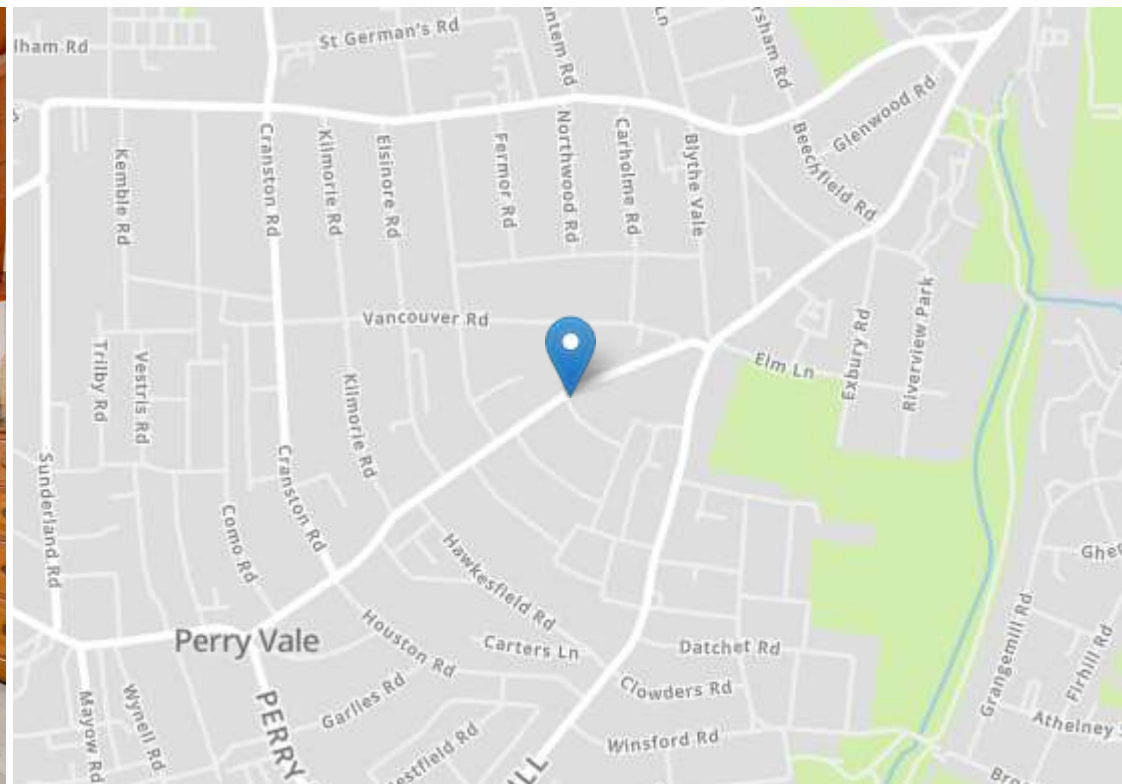 St German's Rd
Cranston Rd
Kemble Rd
Kilmorie Rd
Elsinore Rd
Fermor Rd
Northwood Rd
Carholme Rd
Blythe Vale
Beechfield Rd
Glenwood Rd
Vancouver Rd
Trilby Rd
Vestris Rd
Kilmorie Rd
Elm Ln
Exbury Rd
Riverview Park
Sunderland Rd
Como Rd
Cranston Rd
Hawkesfield Rd
Perry Vale
Houston Rd
Carters Ln
Datchet Rd
Clowders Rd
Garlies Rd
Mayow Rd
Wynell Rd
PERRY
Winsford Rd
Grangemill Rd
Firhill Rd
Athelney